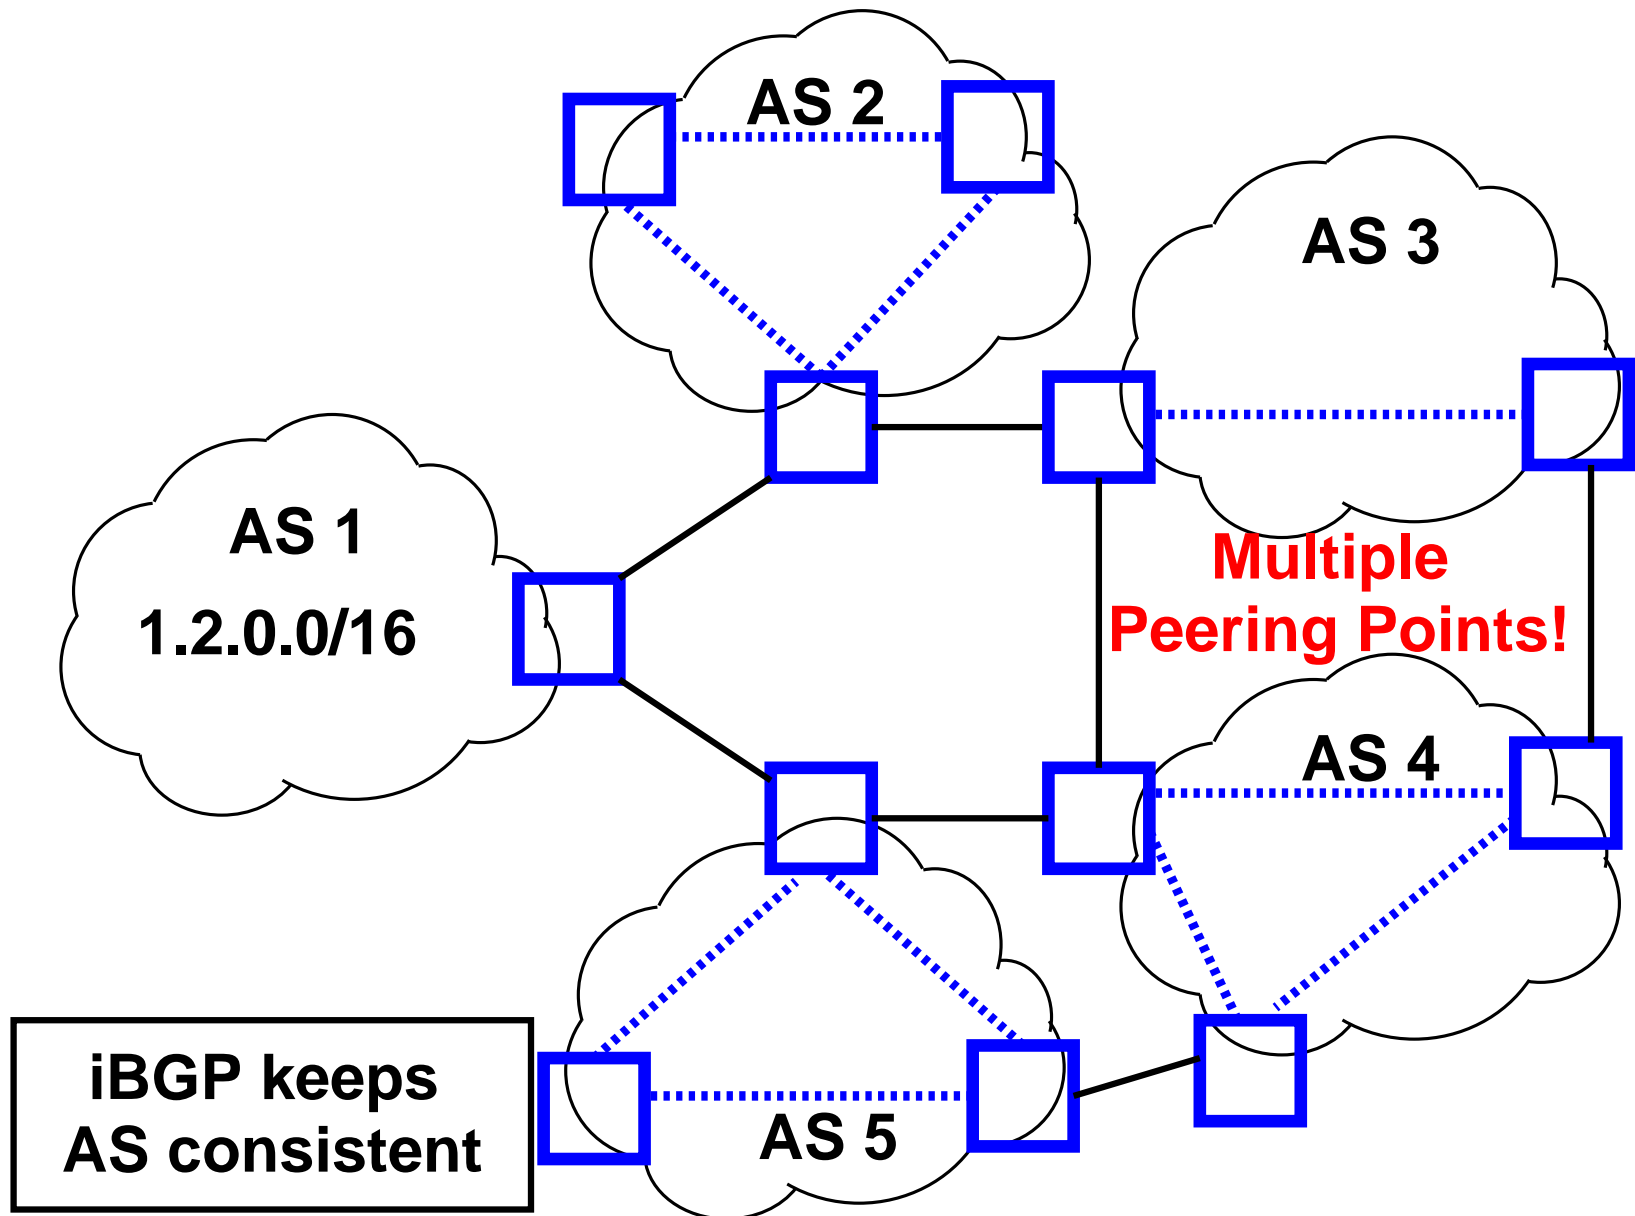 AS 2
AS 3
AS 1
1.2.0.0/16
Multiple
Peering Points!
AS 4
iBGP keeps
AS consistent
AS 5